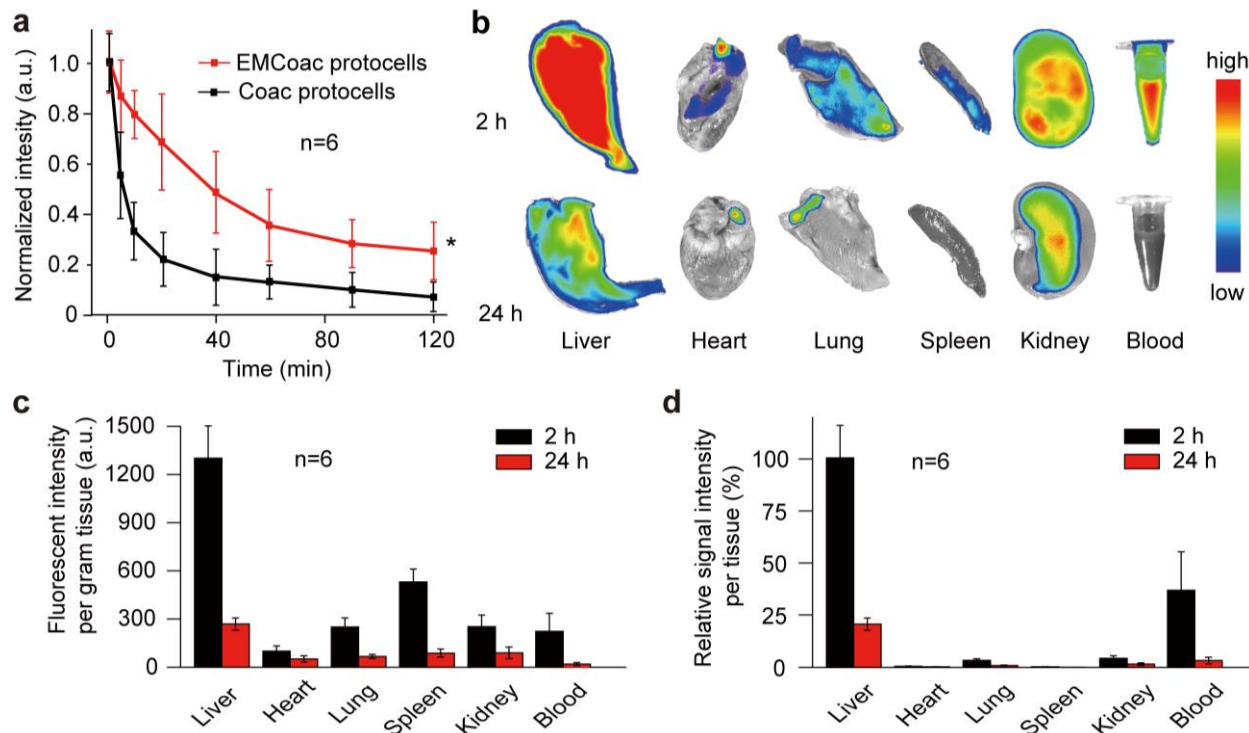 a
Normalized intesity (a.u.)
1.0
0.8
0.6
0.4
0.2
0
EMCoac protocells
Coac protocells
n=6
*
0
40
80
120
Time (min)
b
2 h
24 h
Liver
Heart
Lung
Spleen
Kidney
Blood
high
low
c
Fluorescent intensity
per gram tissue (a.u.)
1500
1200
900
600
300
0
n=6
2 h
24 h
Liver
Heart
Lung
Spleen
Kidney
Blood
d
Relative signal intensity
per tissue (%)
100
75
50
25
0
n=6
2 h
24 h
Liver
Heart
Lung
Spleen
Kidney
Blood